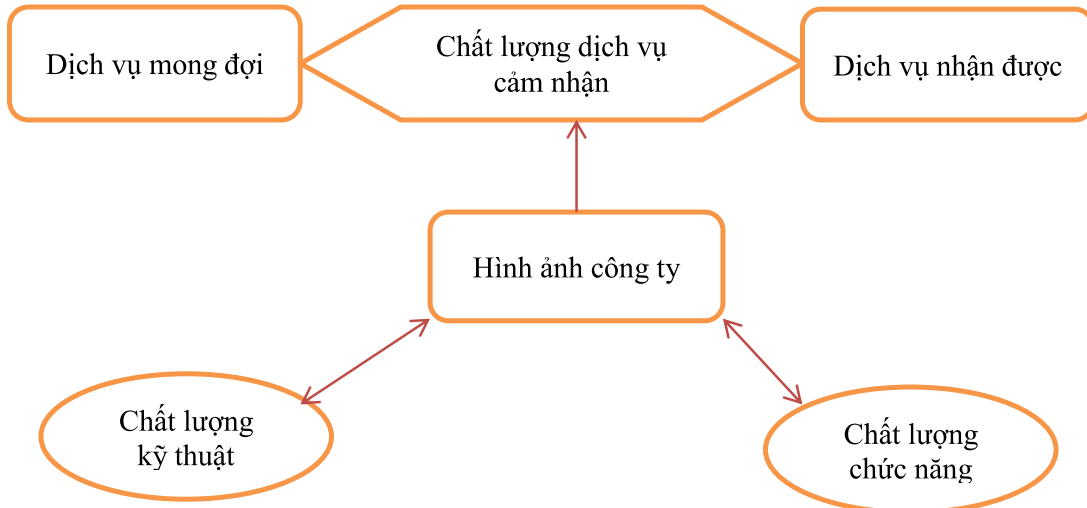 Dịch vụ mong đợi
Chất lượng dịch vụ
cảm nhận
Dịch vụ nhận được
Hình ảnh công ty
Chất lượng
kỹ thuật
Chất lượng
chức năng